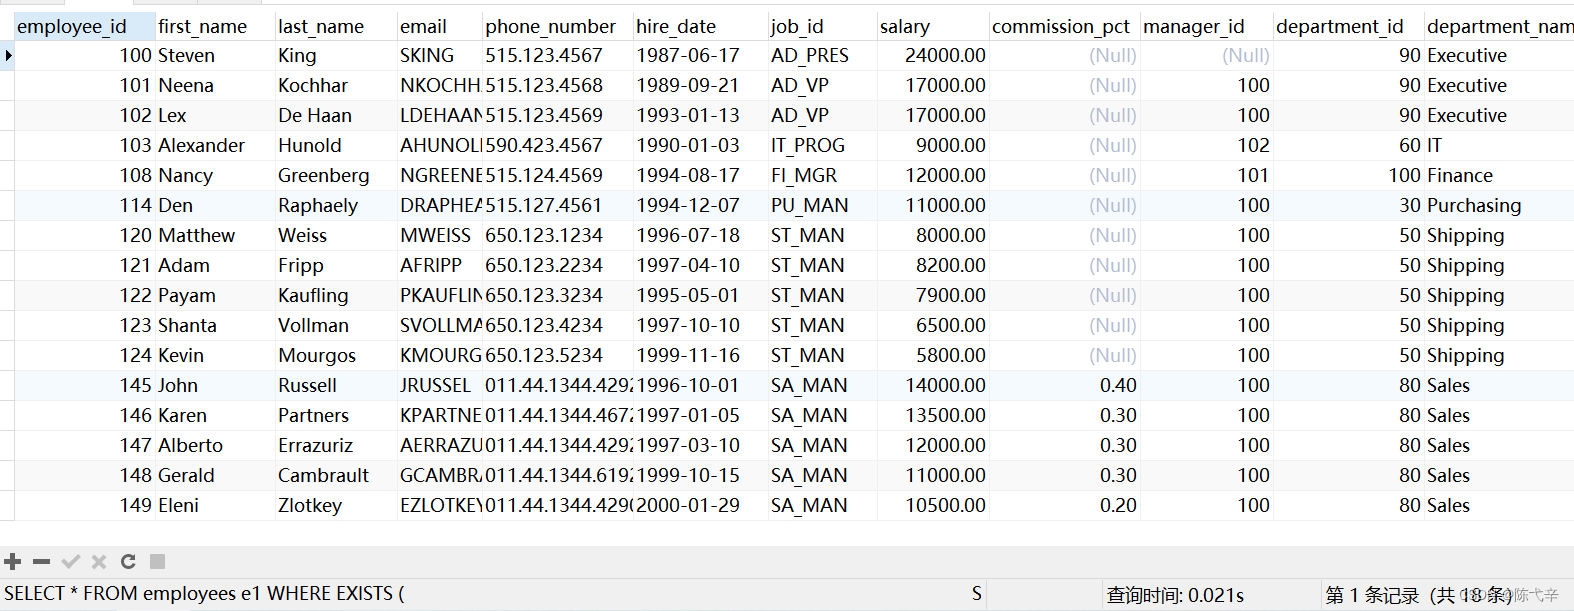 employee_id first_name last_name email phone_number hire_date job_id salary commission_pct manager_id department_id department_nam
100 Steven King SKING 515.123.4567 1987-06-17 AD_PRES 24000.00 (Null) (Null) 90 Executive
101 Neena Kochhar NKOCHH 515.123.4568 1989-09-21 AD_VP 17000.00 (Null) 100 90 Executive
102 Lex De Haan LDEHAAN 515.123.4569 1993-01-13 AD_VP 17000.00 (Null) 100 90 Executive
103 Alexander Hunold AHUNOL 590.423.4567 1990-01-03 IT_PROG 9000.00 (Null) 102 60 IT
108 Nancy Greenberg NGREENE 515.124.4569 1994-08-17 FI_MGR 12000.00 (Null) 101 100 Finance
114 Den Raphaely DRAPHEA 515.127.4561 1994-12-07 PU_MAN 11000.00 (Null) 100 30 Purchasing
120 Matthew Weiss MWEISS 650.123.1234 1996-07-18 ST_MAN 8000.00 (Null) 100 50 Shipping
121 Adam Fripp AFRIPP 650.123.2234 1997-04-10 ST_MAN 8200.00 (Null) 100 50 Shipping
122 Payam Kaufling PKAUFLIN 650.123.3234 1995-05-01 ST_MAN 7900.00 (Null) 100 50 Shipping
123 Shanta Vollman SVOLLMA 650.123.4234 1997-10-10 ST_MAN 6500.00 (Null) 100 50 Shipping
124 Kevin Mourgos KMOURG 650.123.5234 1999-11-16 ST_MAN 5800.00 (Null) 100 50 Shipping
145 John Russell JRUSSEL 011.44.1344.4292 1996-10-01 SA_MAN 14000.00 0.40 100 80 Sales
146 Karen Partners KPARTNE 011.44.1344.4672 1997-01-05 SA_MAN 13500.00 0.30 100 80 Sales
147 Alberto Errazuriz AERRAZU 011.44.1344.4292 1997-03-10 SA_MAN 12000.00 0.30 100 80 Sales
148 Gerald Cambrault GCAMBR 011.44.1344.6192 1999-10-15 SA_MAN 11000.00 0.30 100 80 Sales
149 Eleni Zlotkey EZLOTKEY 011.44.1344.4290 2000-01-29 SA_MAN 10500.00 0.20 100 80 Sales
SELECT * FROM employees e1 WHERE EXISTS ( S 查询时间: 0.021s 第 1 条记录 (共 18 条)
CSDN @陈弋辛